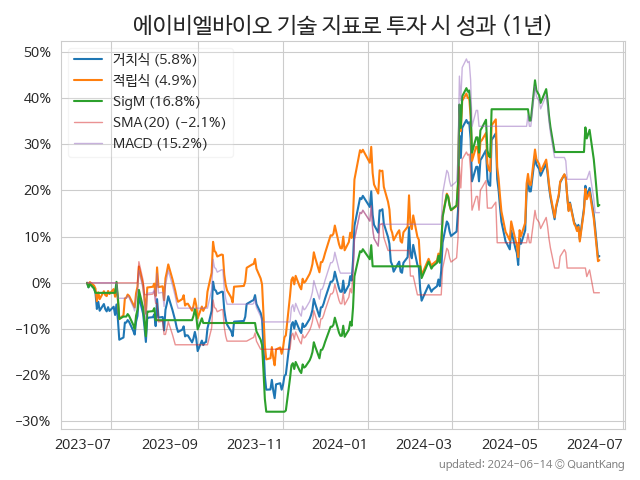 에이비엘바이오 기술 지표로 투자 시 성과 (1년)
50%
40%
30%
20%
10%
0%
−10%
−20%
−30%
거치식 (5.8%)
적립식 (4.9%)
SigM (16.8%)
SMA(20) (−2.1%)
MACD (15.2%)
2023-07 2023-09 2023-11 2024-01 2024-03 2024-05 2024-07
updated: 2024-06-14 ⓒ QuantKang